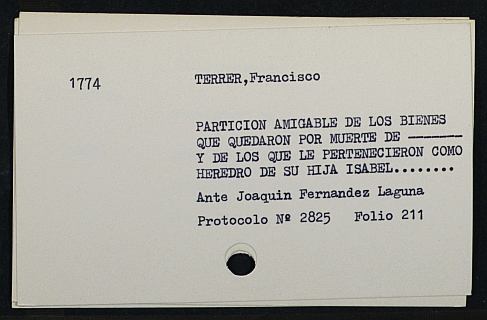 1774
TERRER,Francisco
PARTICION AMIGABLE DE LOS BIENES
QUE QUEDARON POR MUERTE DE ————————
Y DE LOS QUE LE PERTENECIERON COMO
HEREDRO DE SU HIJA ISABEL........
Ante Joaquin Fernandez Laguna
Protocolo Nº 2825 Folio 211